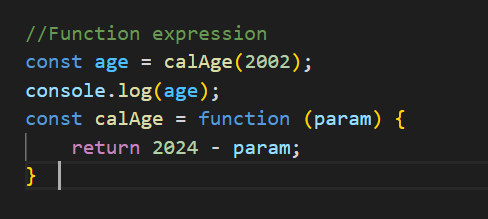 //Function expression
const age = calAge(2002);
console.log(age);
const calAge = function (param) {
    return 2024 - param;
}